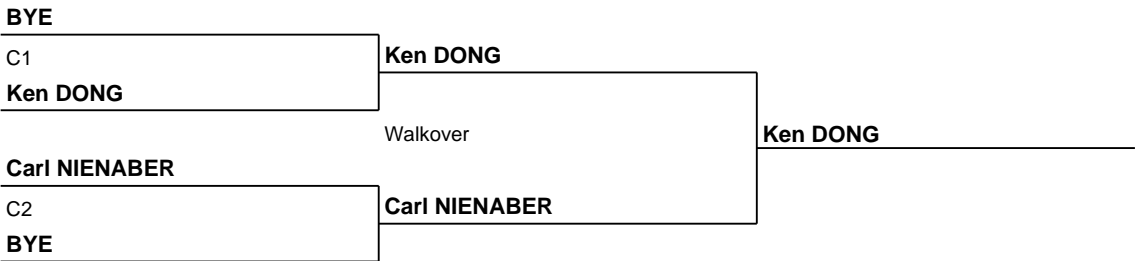 BYE
C1
Ken DONG
Ken DONG
Walkover
Ken DONG
Carl NIENABER
C2
Carl NIENABER
BYE